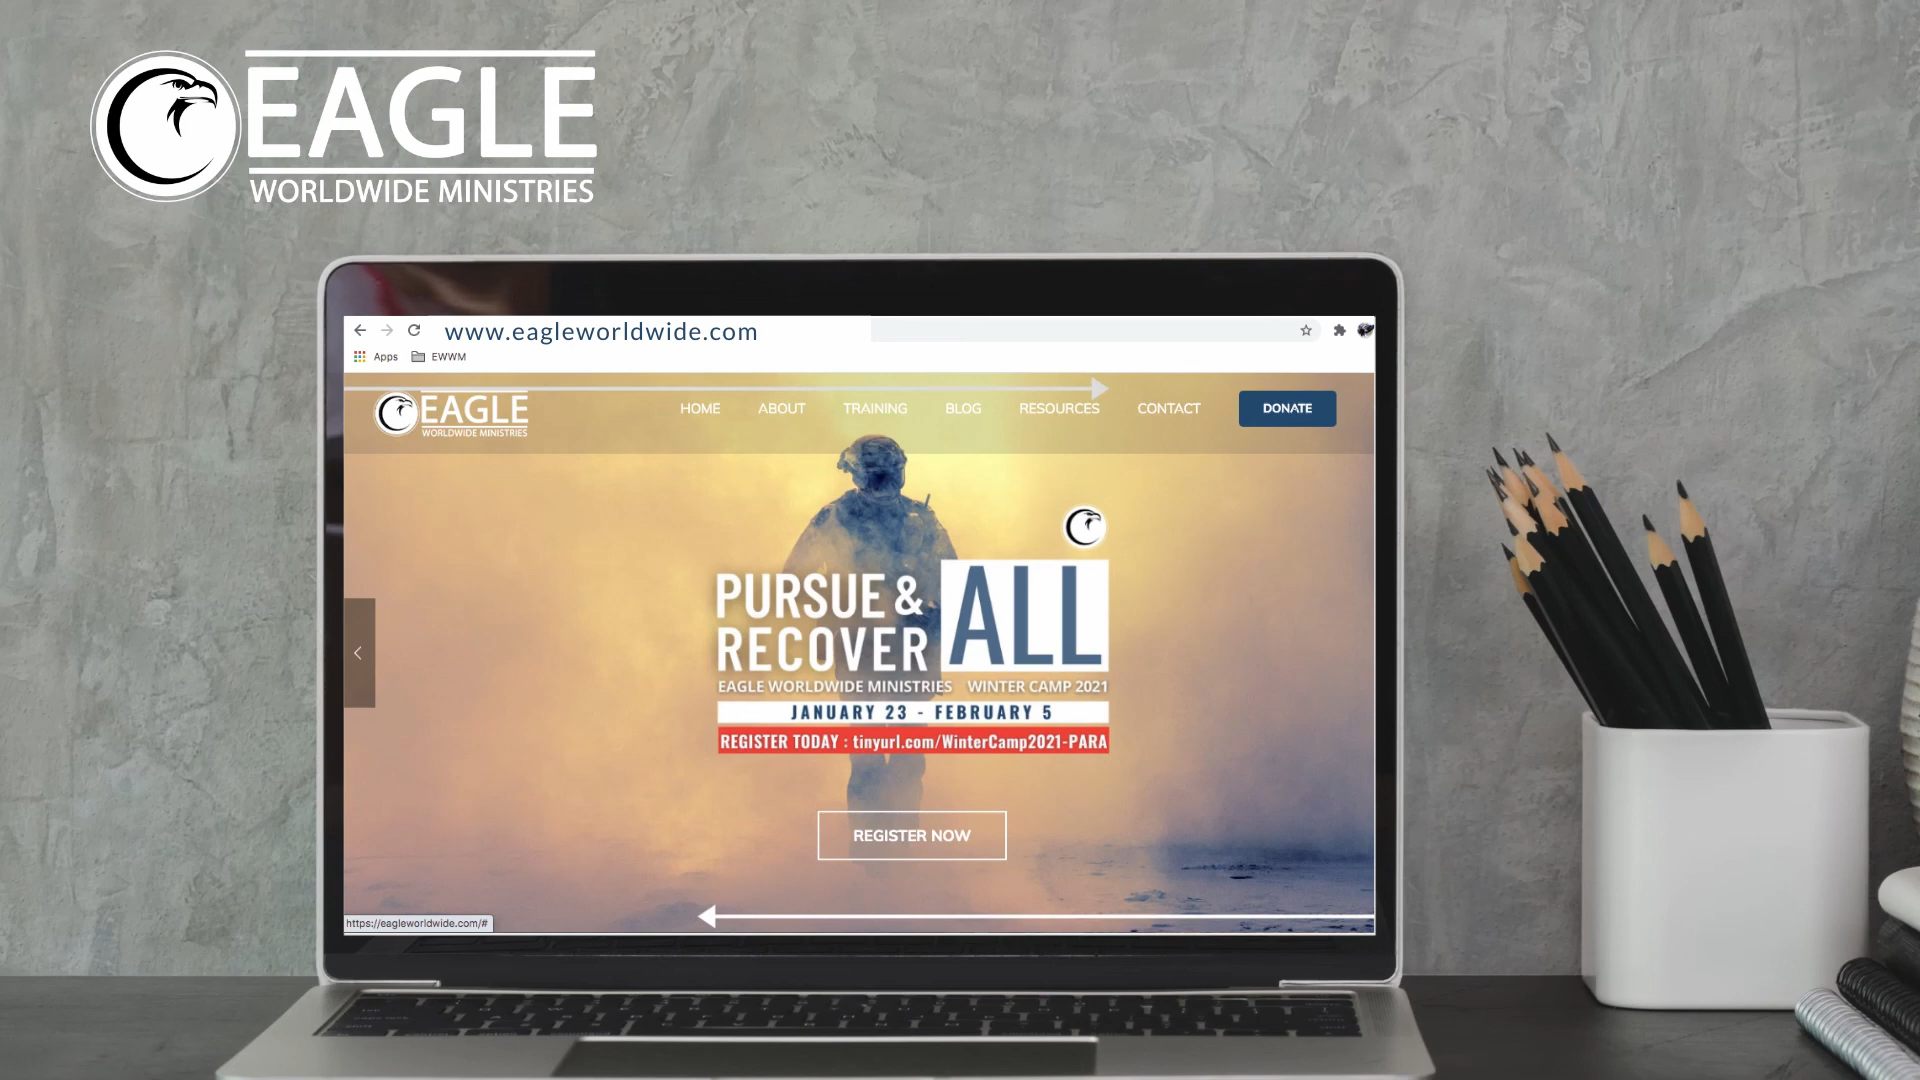 EAGLE
WORLDWIDE MINISTRIES
www.eagleworldwide.com
Apps EWWM
EAGLE
WORLDWIDE MINISTRIES
HOME ABOUT TRAINING BLOG RESOURCES CONTACT DONATE
PURSUE & ALL
RECOVER
EAGLE WORLDWIDE MINISTRIES WINTER CAMP 2021
JANUARY 23 - FEBRUARY 5
REGISTER TODAY : tinyurl.com/WinterCamp2021-PARA
REGISTER NOW
https://eagleworldwide.com/#